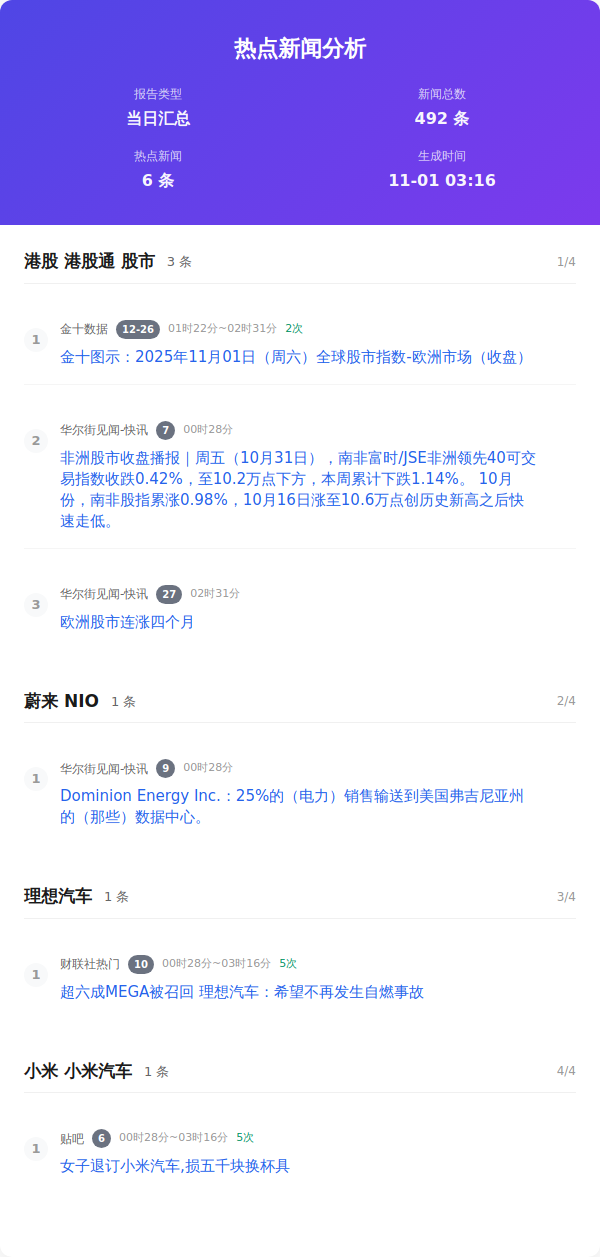 热点新闻分析
报告类型
新闻总数
当日汇总
492 条
热点新闻
生成时间
6 条
11-01 03:16
港股 港股通 股市 3 条 1/4
1 金十数据 12-26 01时22分~02时31分 2次
金十图示：2025年11月01日（周六）全球股市指数-欧洲市场（收盘）
2 华尔街见闻-快讯 7 00时28分
非洲股市收盘播报｜周五（10月31日），南非富时/JSE非洲领先40可交
易指数收跌0.42%，至10.2万点下方，本周累计下跌1.14%。 10月
份，南非股指累涨0.98%，10月16日涨至10.6万点创历史新高之后快
速走低。
3 华尔街见闻-快讯 27 02时31分
欧洲股市连涨四个月
蔚来 NIO 1 条 2/4
1 华尔街见闻-快讯 9 00时28分
Dominion Energy Inc.：25%的（电力）销售输送到美国弗吉尼亚州
的（那些）数据中心。
理想汽车 1 条 3/4
1 财联社热门 10 00时28分~03时16分 5次
超六成MEGA被召回 理想汽车：希望不再发生自燃事故
小米 小米汽车 1 条 4/4
1 贴吧 6 00时28分~03时16分 5次
女子退订小米汽车,损五千块换杯具